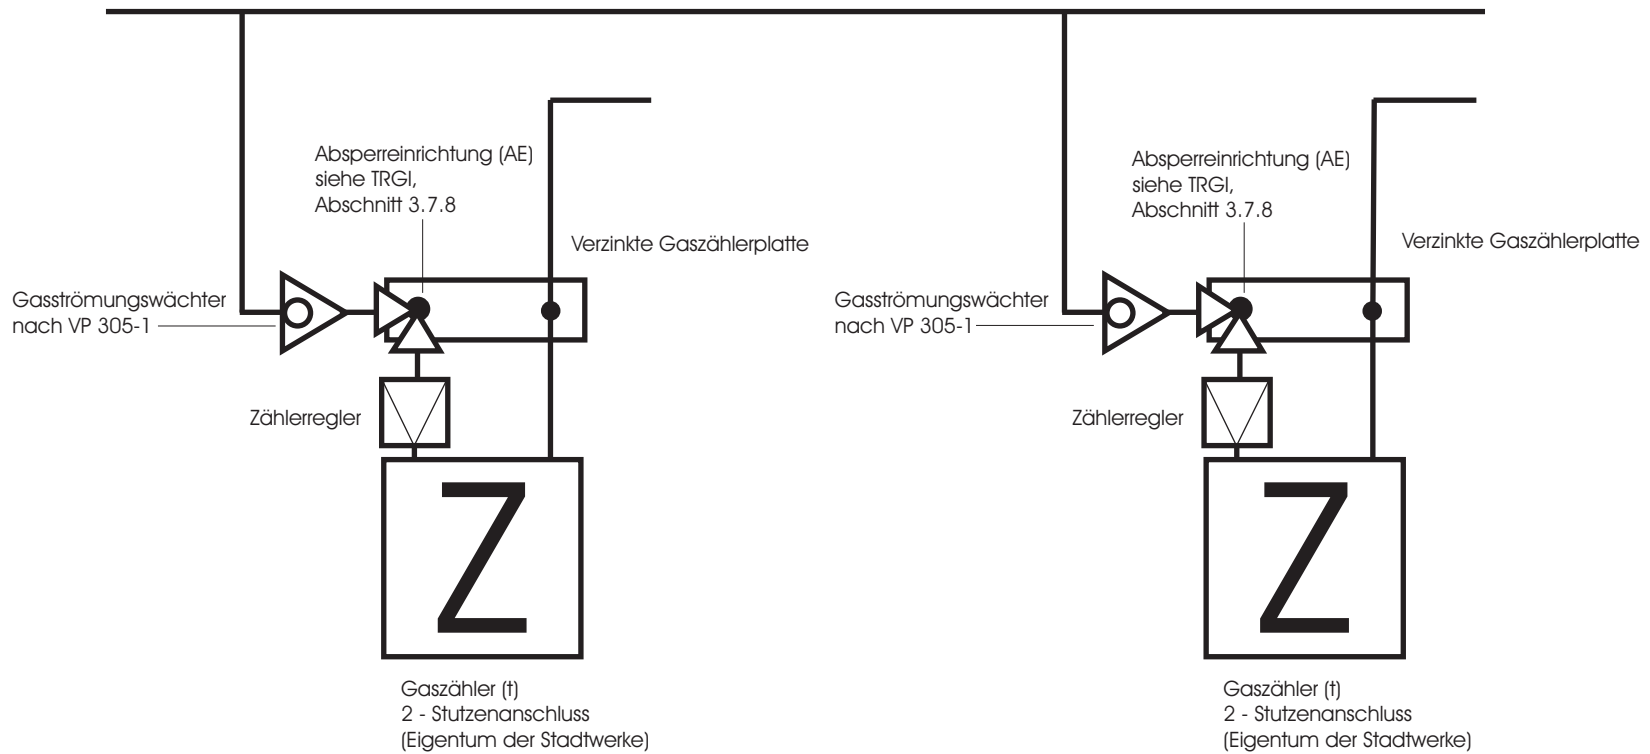 Absperreinrichtung (AE)
siehe TRGI,
Abschnitt 3.7.8
Verzinkte Gaszählerplatte
Gasströmungswächter
nach VP 305-1
Zählerregler
Z
Gaszähler (t)
2 - Stutzenanschluss
(Eigentum der Stadtwerke)
Absperreinrichtung (AE)
siehe TRGI,
Abschnitt 3.7.8
Verzinkte Gaszählerplatte
Gasströmungswächter
nach VP 305-1
Zählerregler
Z
Gaszähler (t)
2 - Stutzenanschluss
(Eigentum der Stadtwerke)